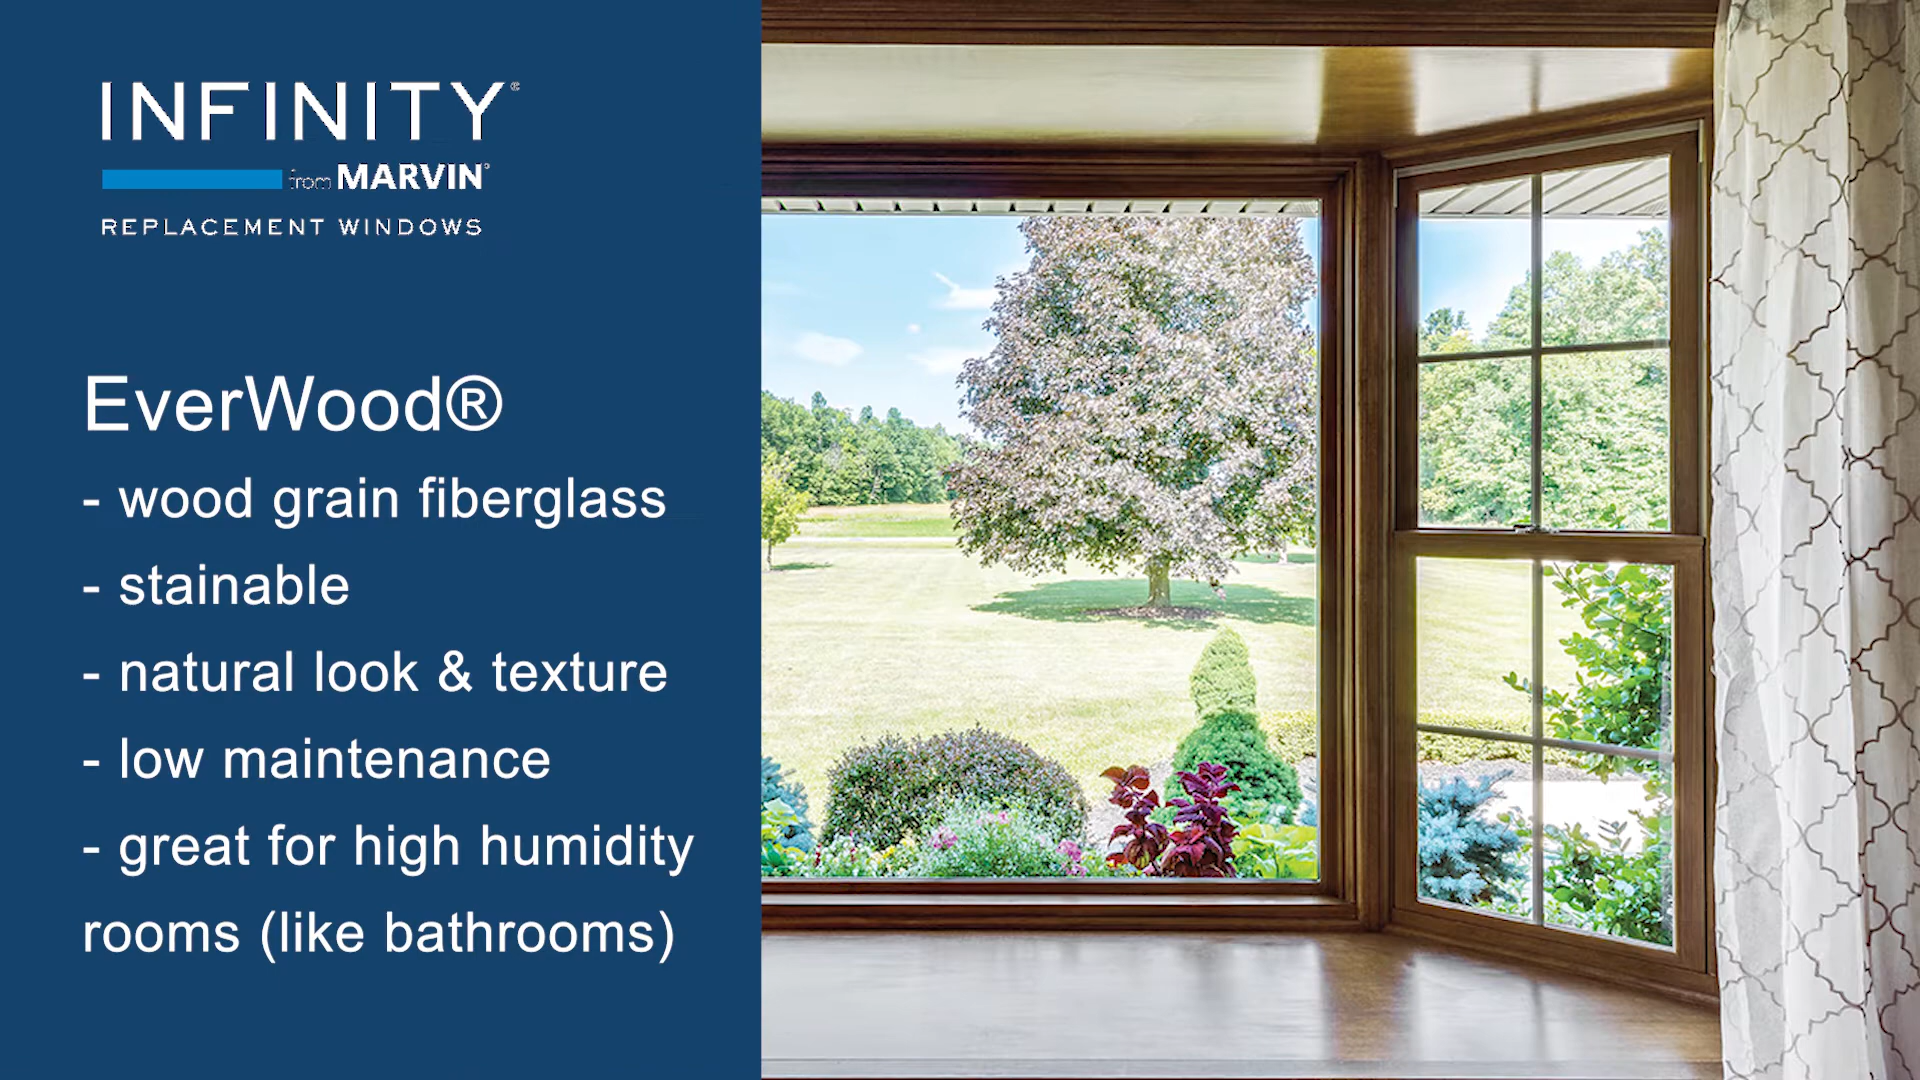 INFINITY®
from MARVIN®
REPLACEMENT WINDOWS
EverWood®
- wood grain fiberglass
- stainable
- natural look & texture
- low maintenance
- great for high humidity
rooms (like bathrooms)